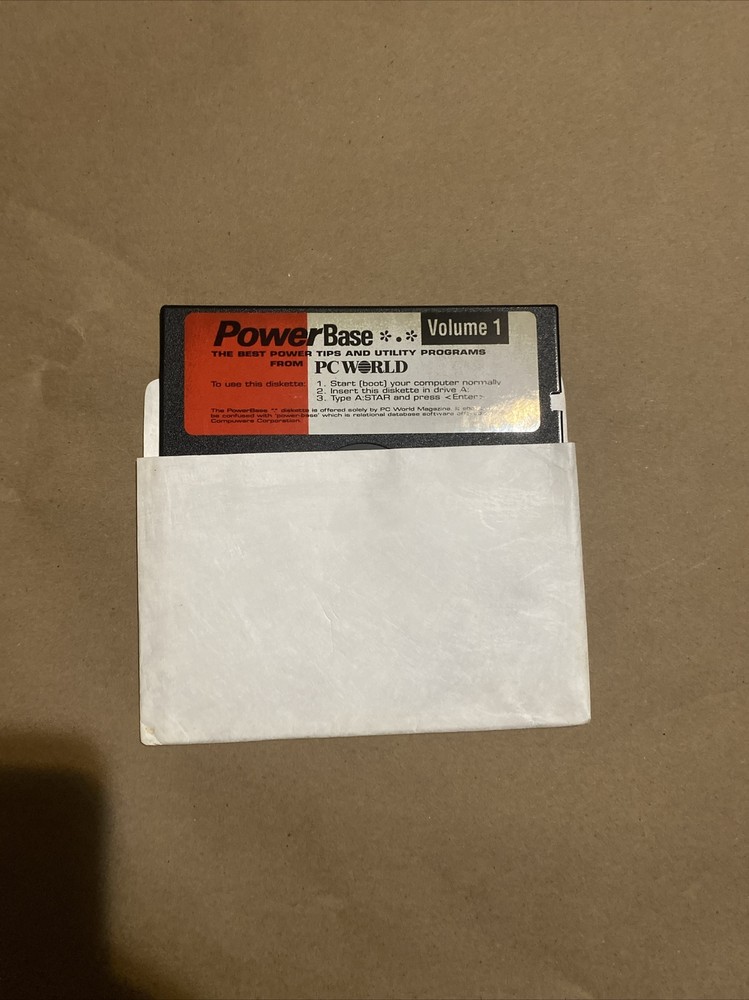 PowerBase *.* Volume 1
THE BEST POWER TIPS AND UTILITY PROGRAMS
FROM PC WORLD
To use this diskette: 1. Start (boot) your computer normally
2. Insert this diskette in drive A:
3. Type A:STAR and press <Enter>
The PowerBase *.* diskette is offered solely by PC World Magazine
be confused with "power-base" which is relational database software
Compuware Corporation.